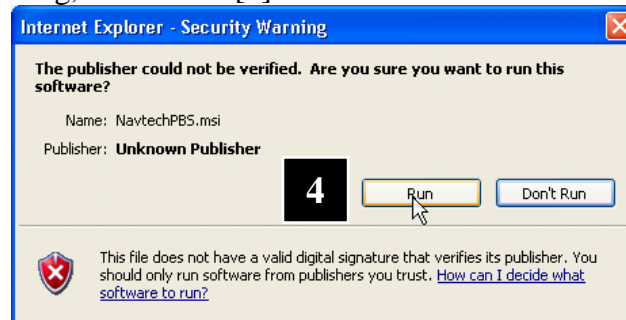 Internet Explorer - Security Warning
The publisher could not be verified. Are you sure you want to run this
software?
Name: NavtechPBS.msi
Publisher: Unknown Publisher
4
Run
Don't Run
This file does not have a valid digital signature that verifies its publisher. You
should only run software from publishers you trust. How can I decide what
software to run?